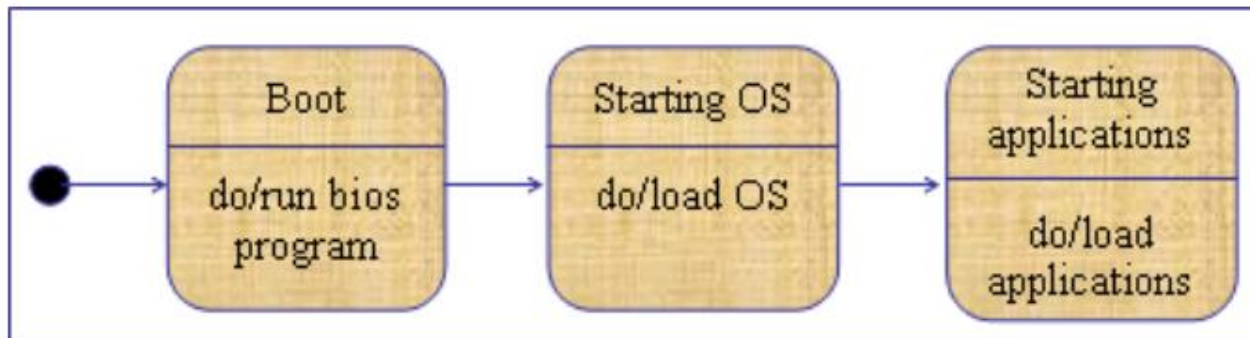 Boot
do/run bios
program
Starting OS
do/load OS
Starting
applications
do/load
applications